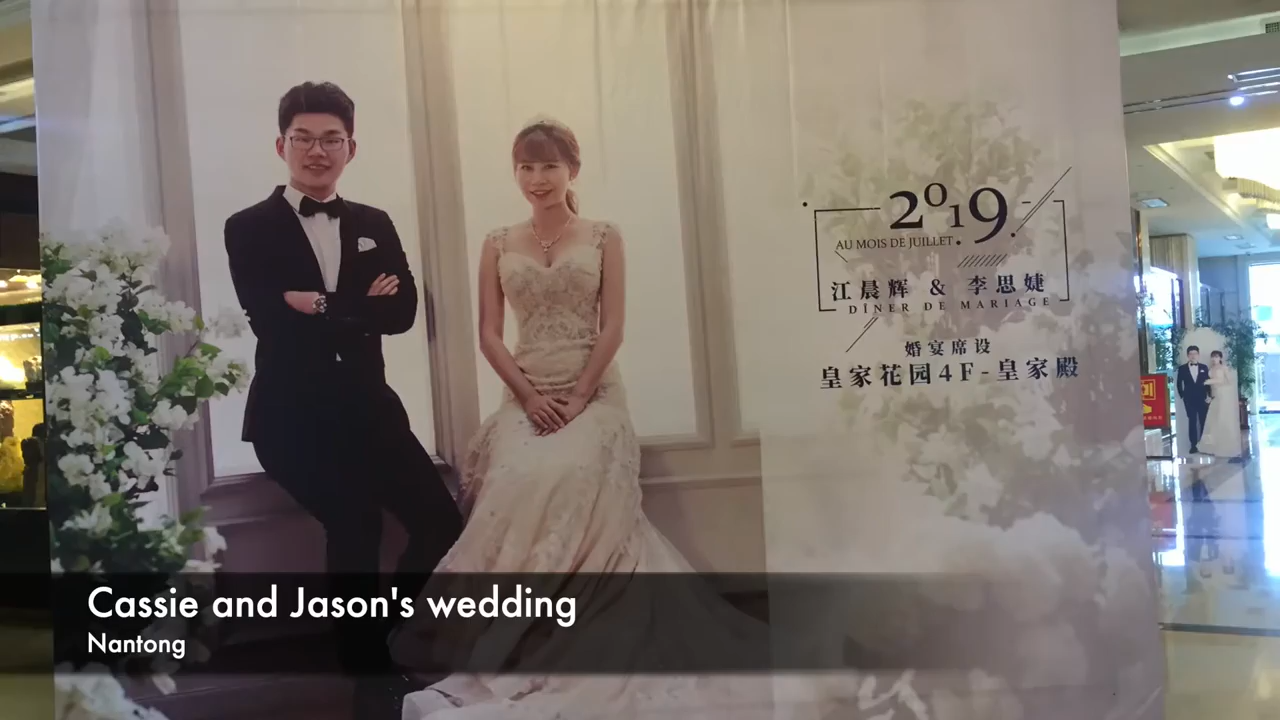 2019
AU MOIS DE JUILLET
江晨辉 & 李思婕
DÎNER DE MARIAGE
婚宴席设
皇家花园4F-皇家殿
Cassie and Jason's wedding
Nantong